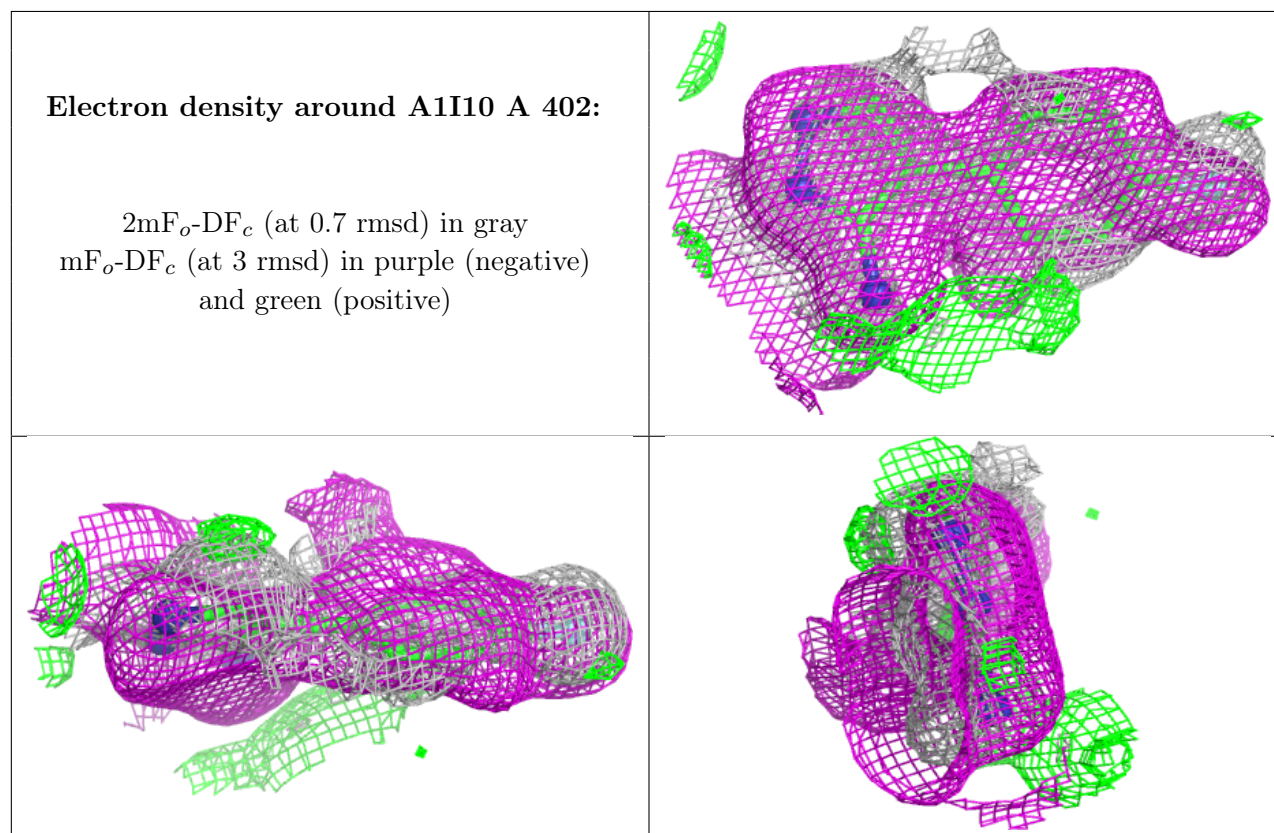 Electron density around A1I10 A 402:
2mFo-DFc (at 0.7 rmsd) in gray
mFo-DFc (at 3 rmsd) in purple (negative)
and green (positive)